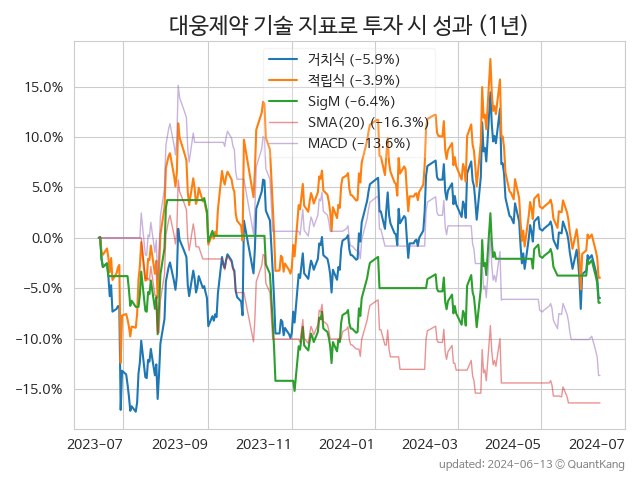 대웅제약 기술 지표로 투자 시 성과 (1년)
거치식 (−5.9%)
적립식 (−3.9%)
SigM (−6.4%)
SMA(20) (−16.3%)
MACD (−13.6%)
15.0%
10.0%
5.0%
0.0%
−5.0%
−10.0%
−15.0%
2023-07 2023-09 2023-11 2024-01 2024-03 2024-05 2024-07
updated: 2024-06-13 ⓒ QuantKang